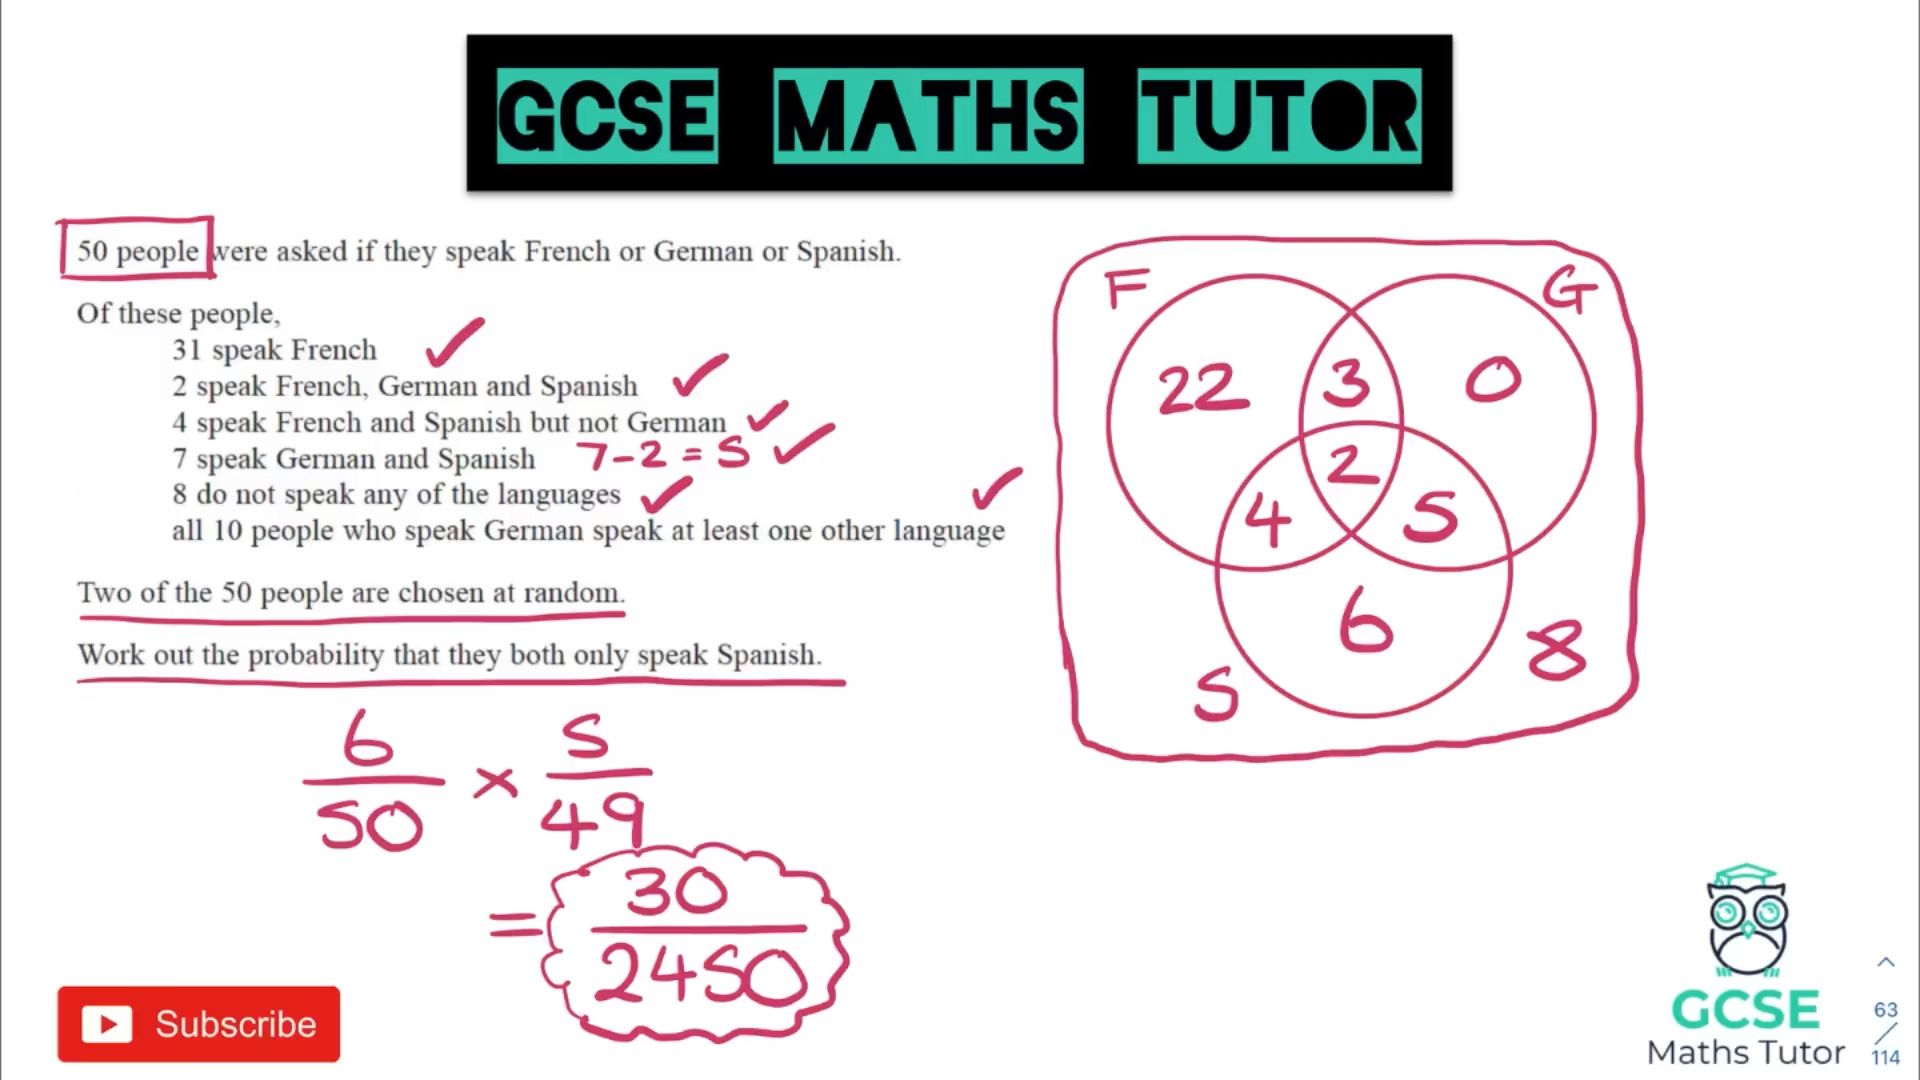 GCSE MATHS TUTOR
50 people were asked if they speak French or German or Spanish.
Of these people,
31 speak French ✓
2 speak French, German and Spanish ✓
4 speak French and Spanish but not German ✓
7 speak German and Spanish 7-2 = 5 ✓
8 do not speak any of the languages ✓
all 10 people who speak German speak at least one other language ✓
Two of the 50 people are chosen at random.
Work out the probability that they both only speak Spanish.
6/50 × 5/49
= 30/2450
F G
22 3 0
2
4 5
6
8
S
Subscribe
GCSE
Maths Tutor
63/114